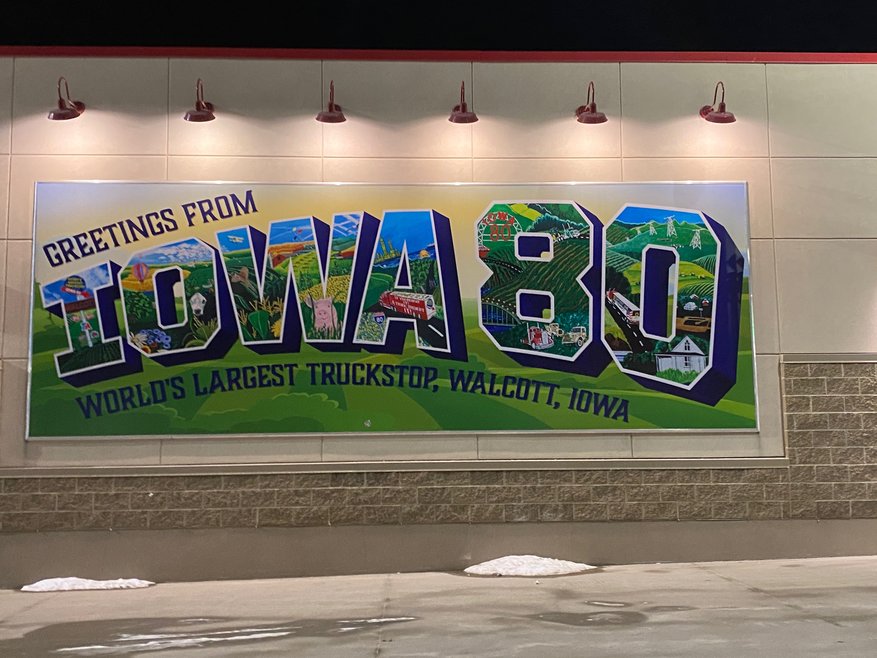 GREETINGS FROM
IOWA 80
WORLD'S LARGEST TRUCKSTOP, WALCOTT, IOWA